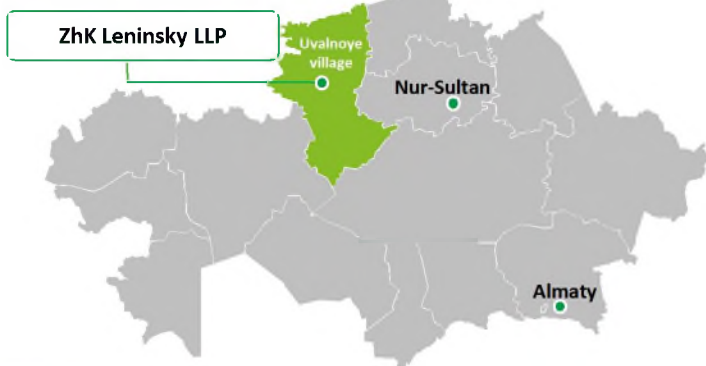 ZhK Leninsky LLP
Uvalnoye
village
Nur-Sultan
Almaty